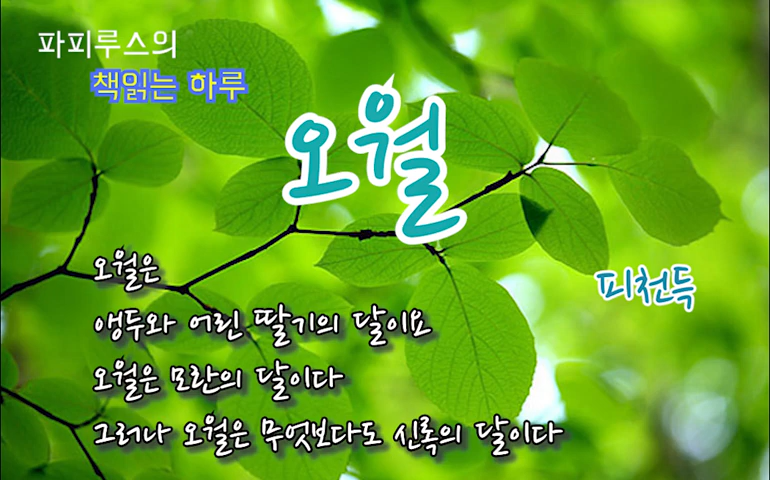 파피루스의
책읽는 하루
오월
피천득
오월은
앵두와 어린 딸기의 달이요
오월은 모란의 달이다
그러나 오월은 무엇보다도 신록의 달이다